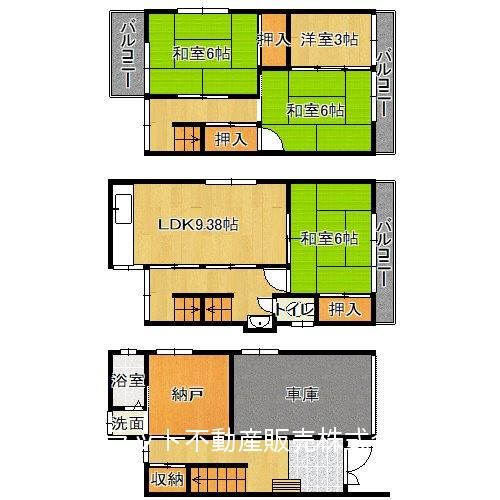 バルコニー
和室6帖
押入
洋室3帖
バルコニー
和室6帖
押入
LDK9.38帖
和室6帖
バルコニー
トイレ
押入
浴室
納戸
車庫
洗面
ット不動産販売株式会
収納